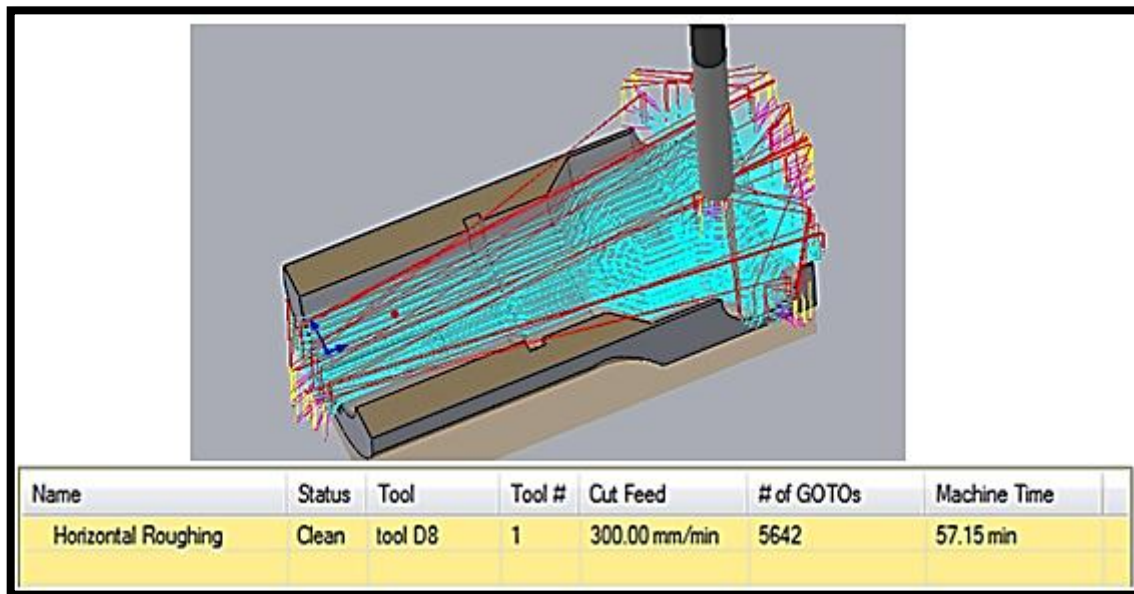 Name Status Tool Tool # Cut Feed # of GOTOs Machine Time
Horizontal Roughing Clean tool D8 1 300.00 mm/min 5642 57.15 min